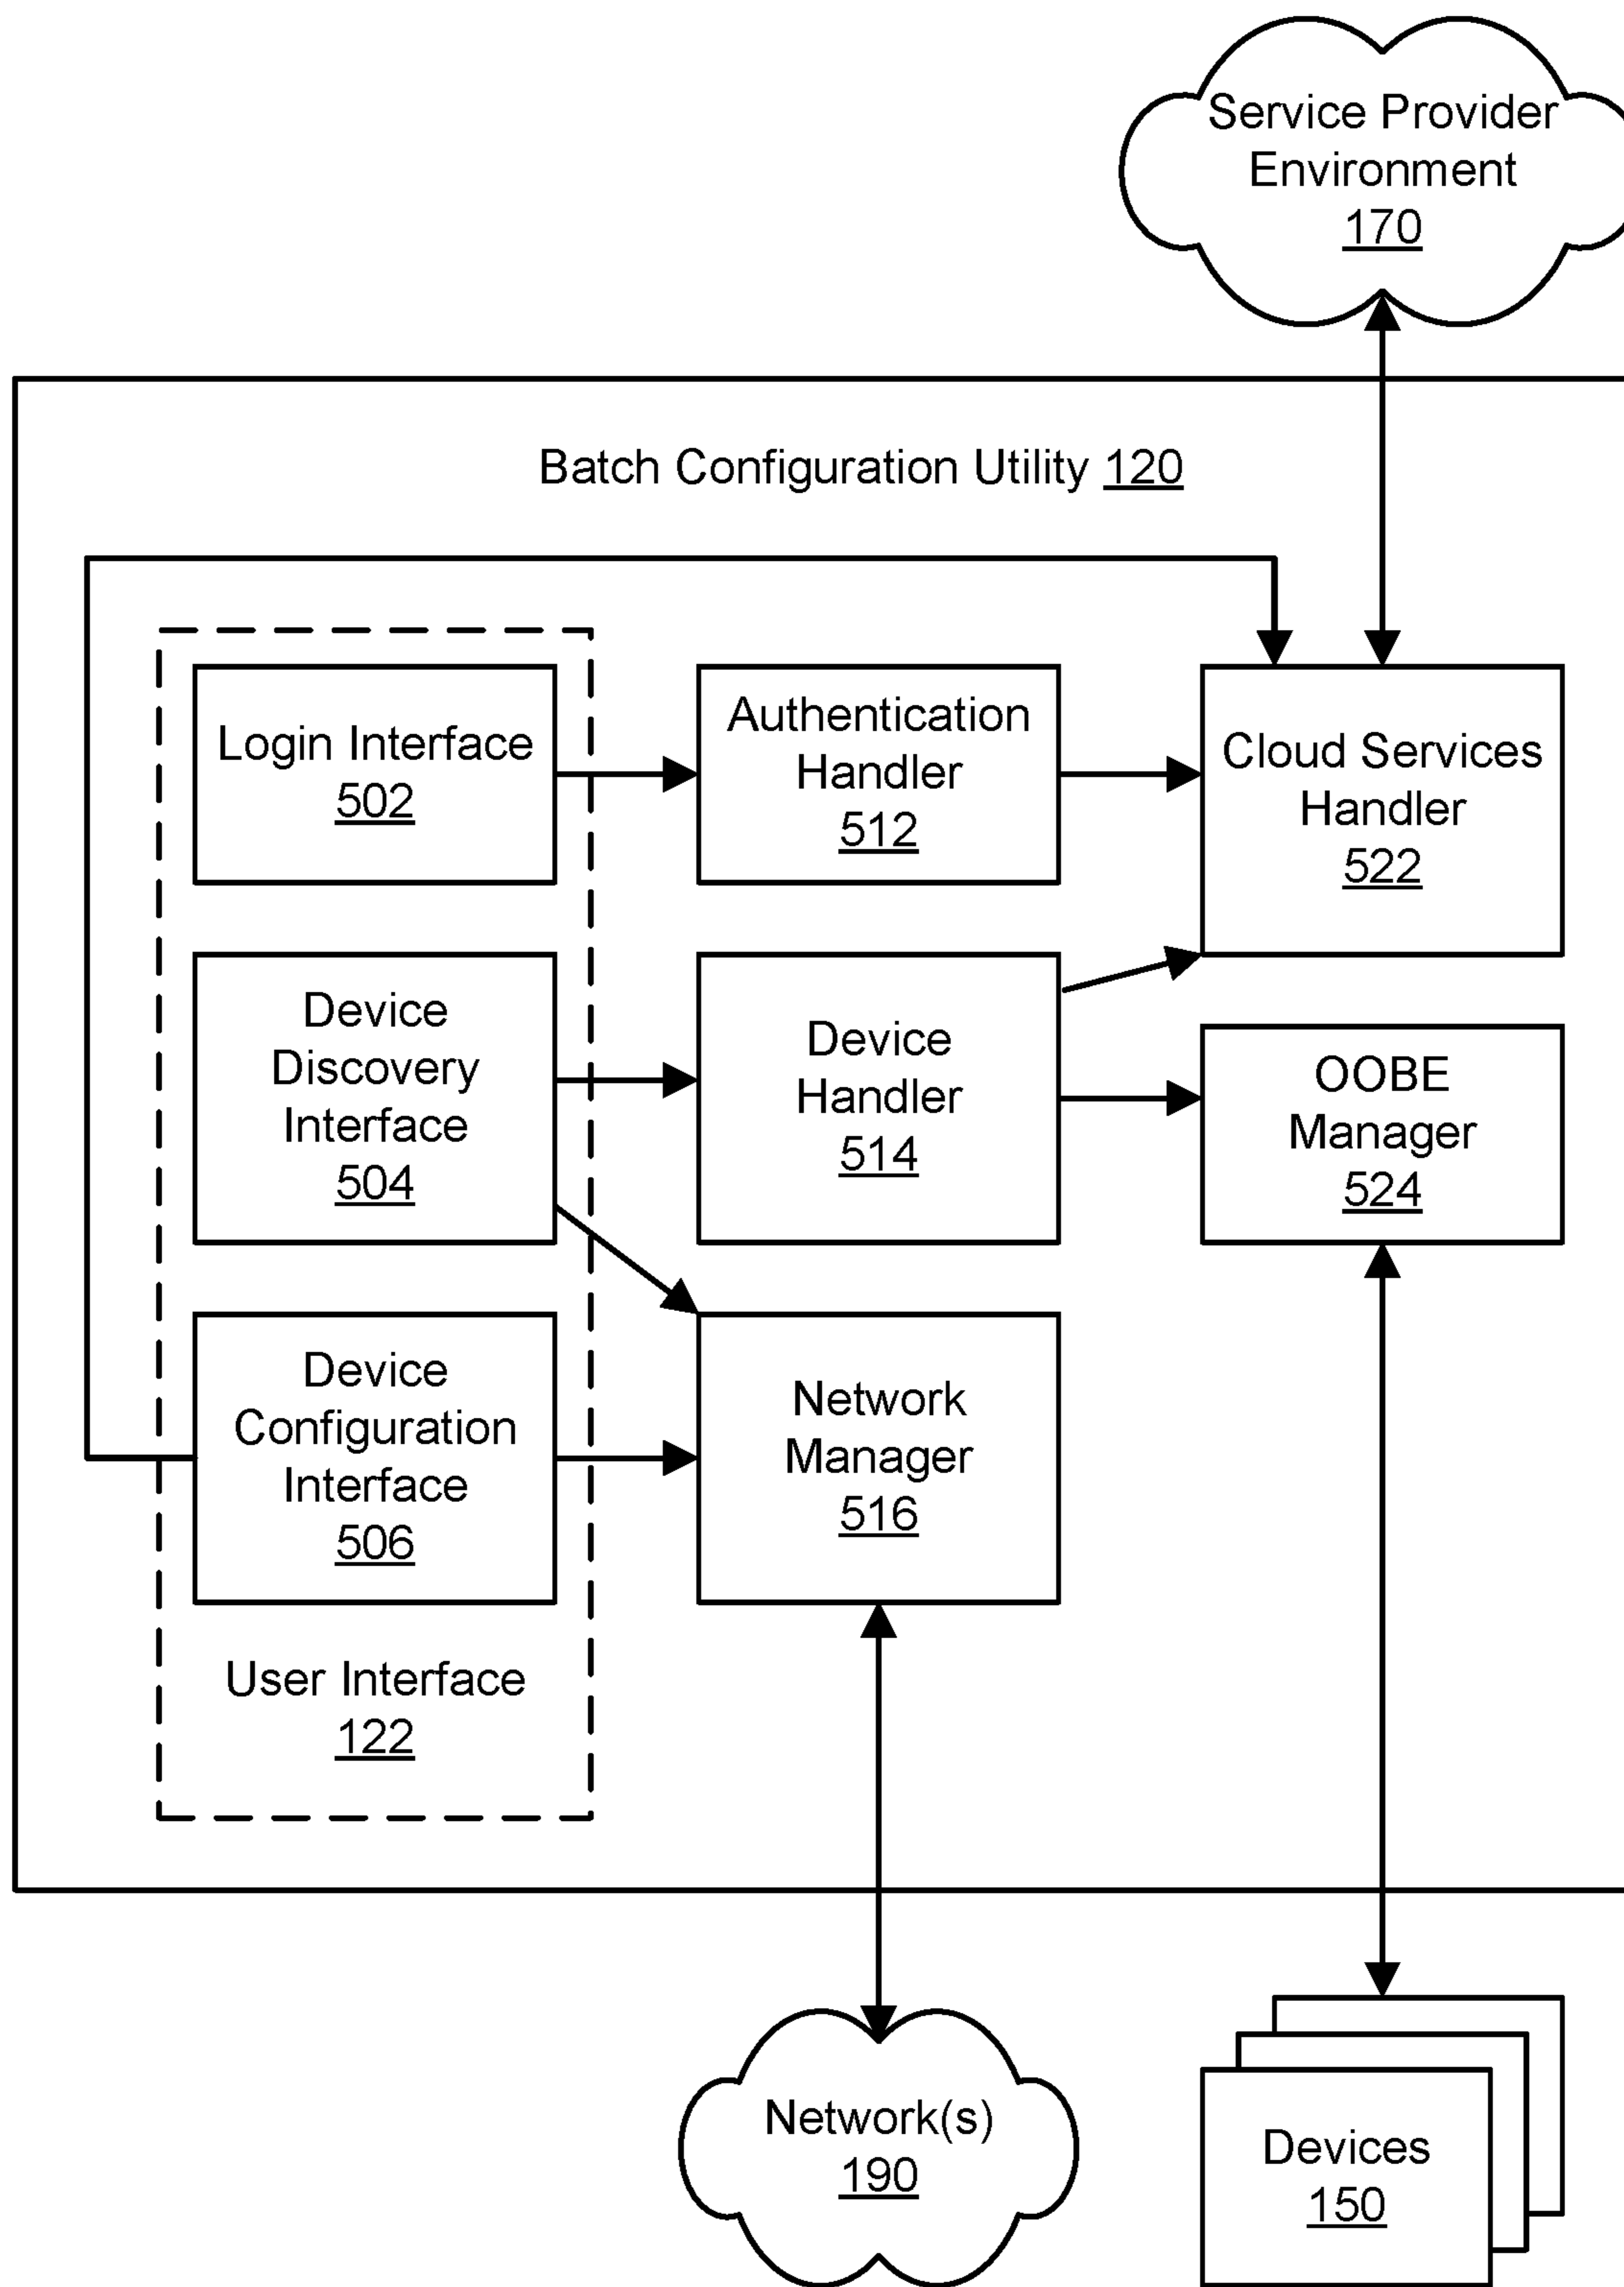 Service Provider
Environment
170
Batch Configuration Utility 120
Login Interface
502
Authentication
Handler
512
Cloud Services
Handler
522
Device
Discovery
Interface
504
Device
Handler
514
OOBE
Manager
524
Device
Configuration
Interface
506
Network
Manager
516
User Interface
122
Network(s)
190
Devices
150